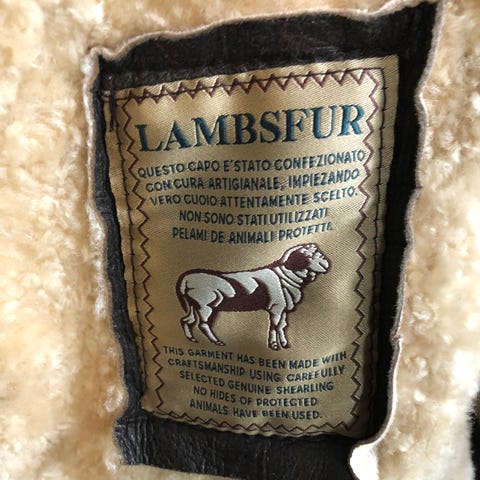 LAMBSFUR
QUESTO CAPO E'STATO CONFEZIONATO
CON CURA ARTIGIANALE, IMPIEZANDO
VERO CUOIO ATTENTAMENTE SCELTO.
NON SONO STATI UTILIZZATI
PELAMI DE ANIMALI PROTETTI.
THIS GARMENT HAS BEEN MADE WITH
CRAFTSMANSHIP USING CAREFULLY
SELECTED GENUINE SHEARLING
NO HIDES OF PROTECTED
ANIMALS HAVE BEEN USED.